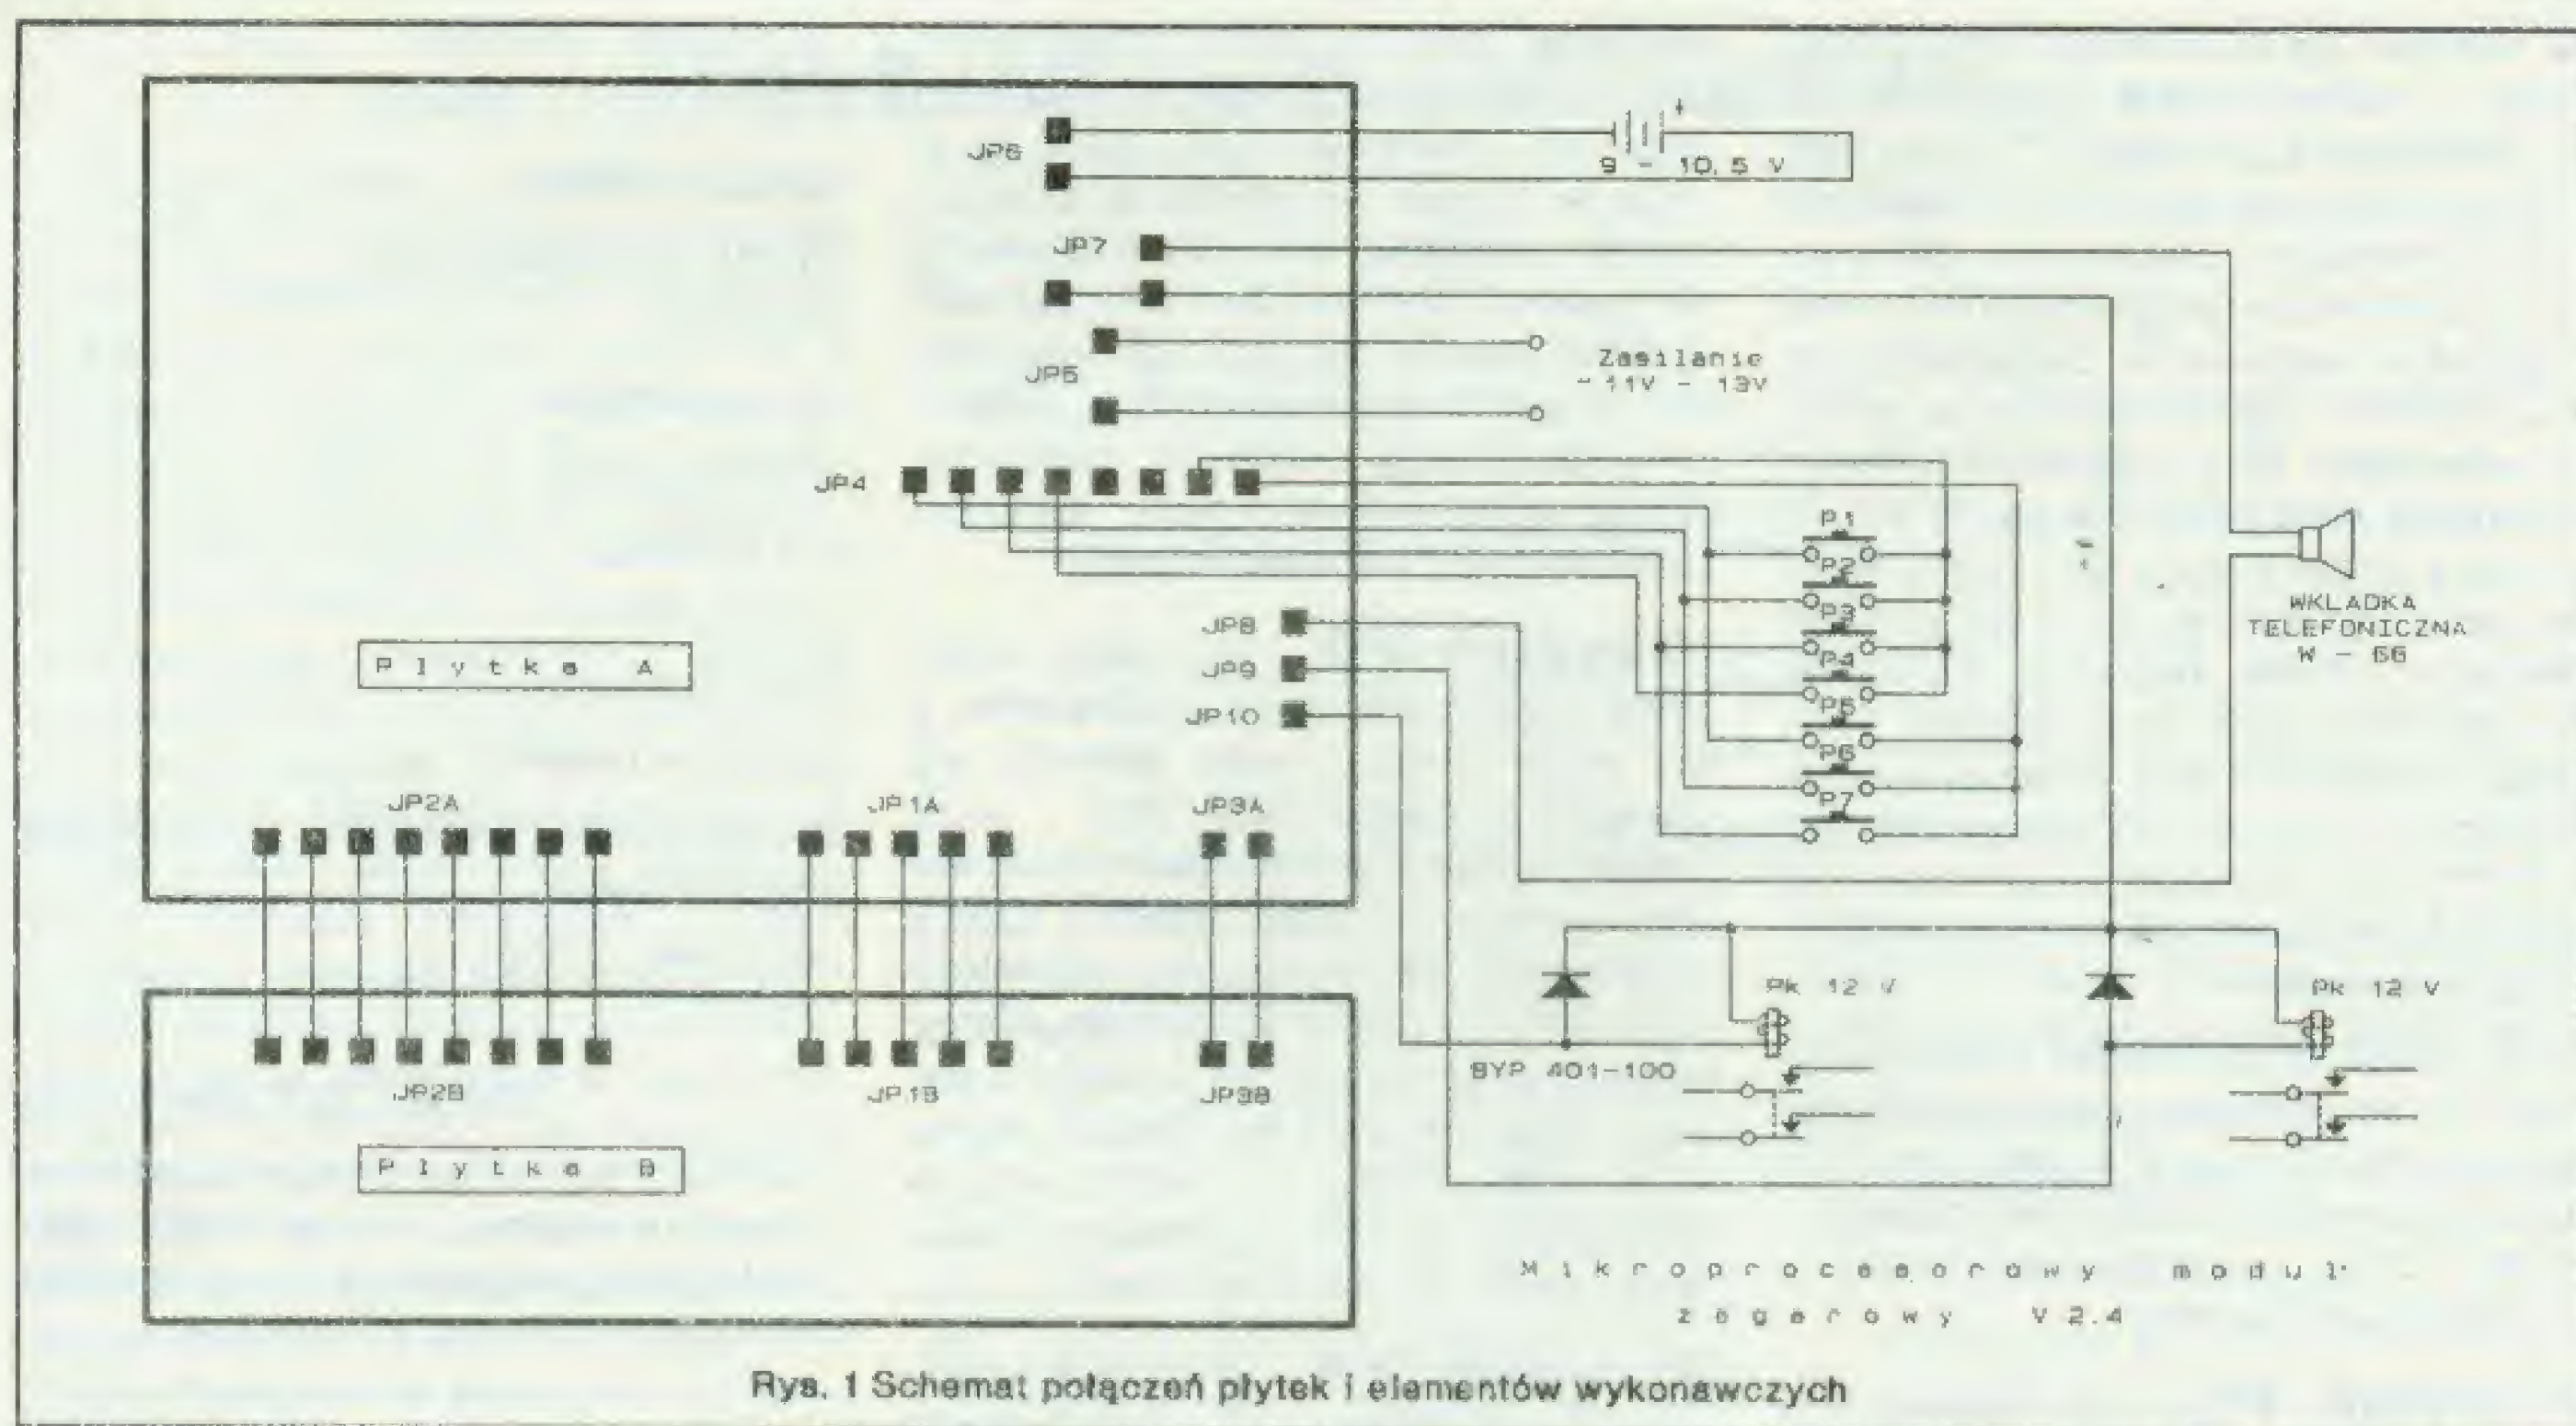 JP6
9 - 10,5 V
+
JP7
JP5
Zasilanie
~ 11V - 13V
JP4
P1
P2
P3
P4
P5
P6
P7
WKLADKA
TELEFONICZNA
W - 66
JP8
JP9
JP10
Plytka A
JP2A
JP1A
JP3A
JP2B
JP1B
JP3B
Plytka B
Pk 12 V
Pk 12 V
BYP 401-100
Mikroprocesorowy modul
zegarowy V2.4
Rys. 1 Schemat połączeń płytek i elementów wykonawczych